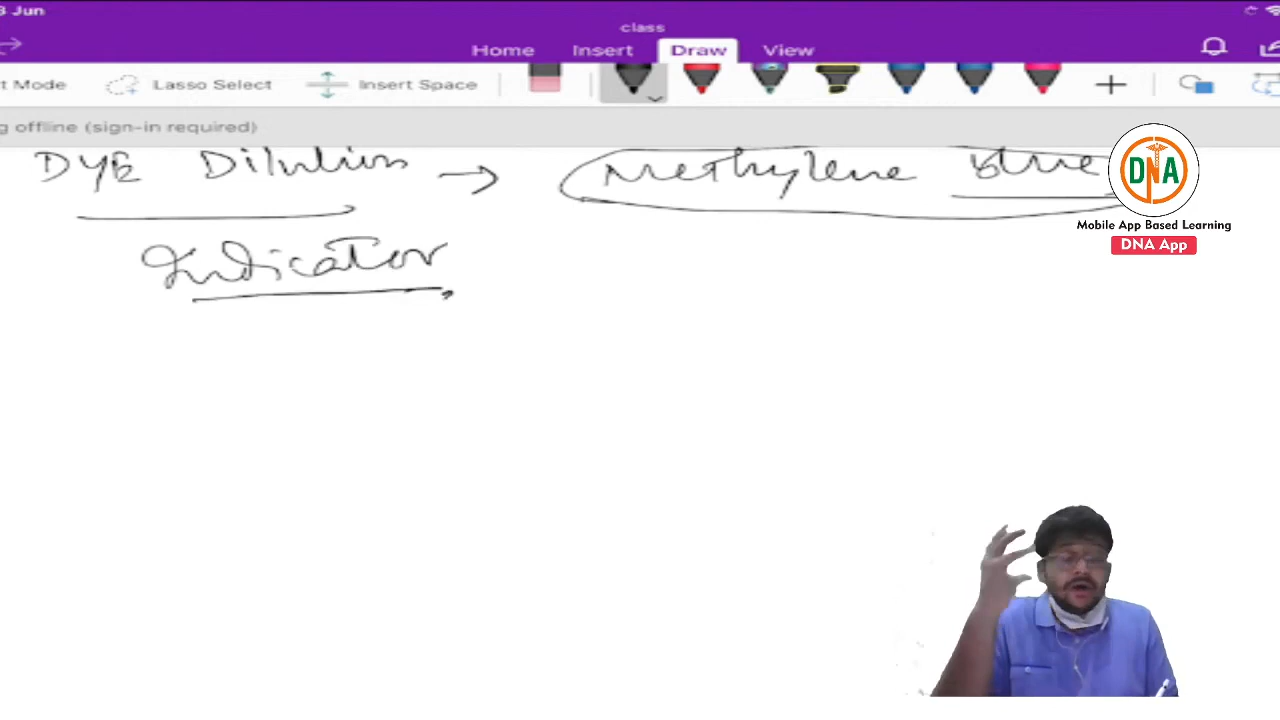 3 Jun
class
Home Insert Draw View
t Mode Lasso Select Insert Space
g offline (sign-in required)
DYE Dilution → Methylene Blue
Indicator
DNA
Mobile App Based Learning
DNA App